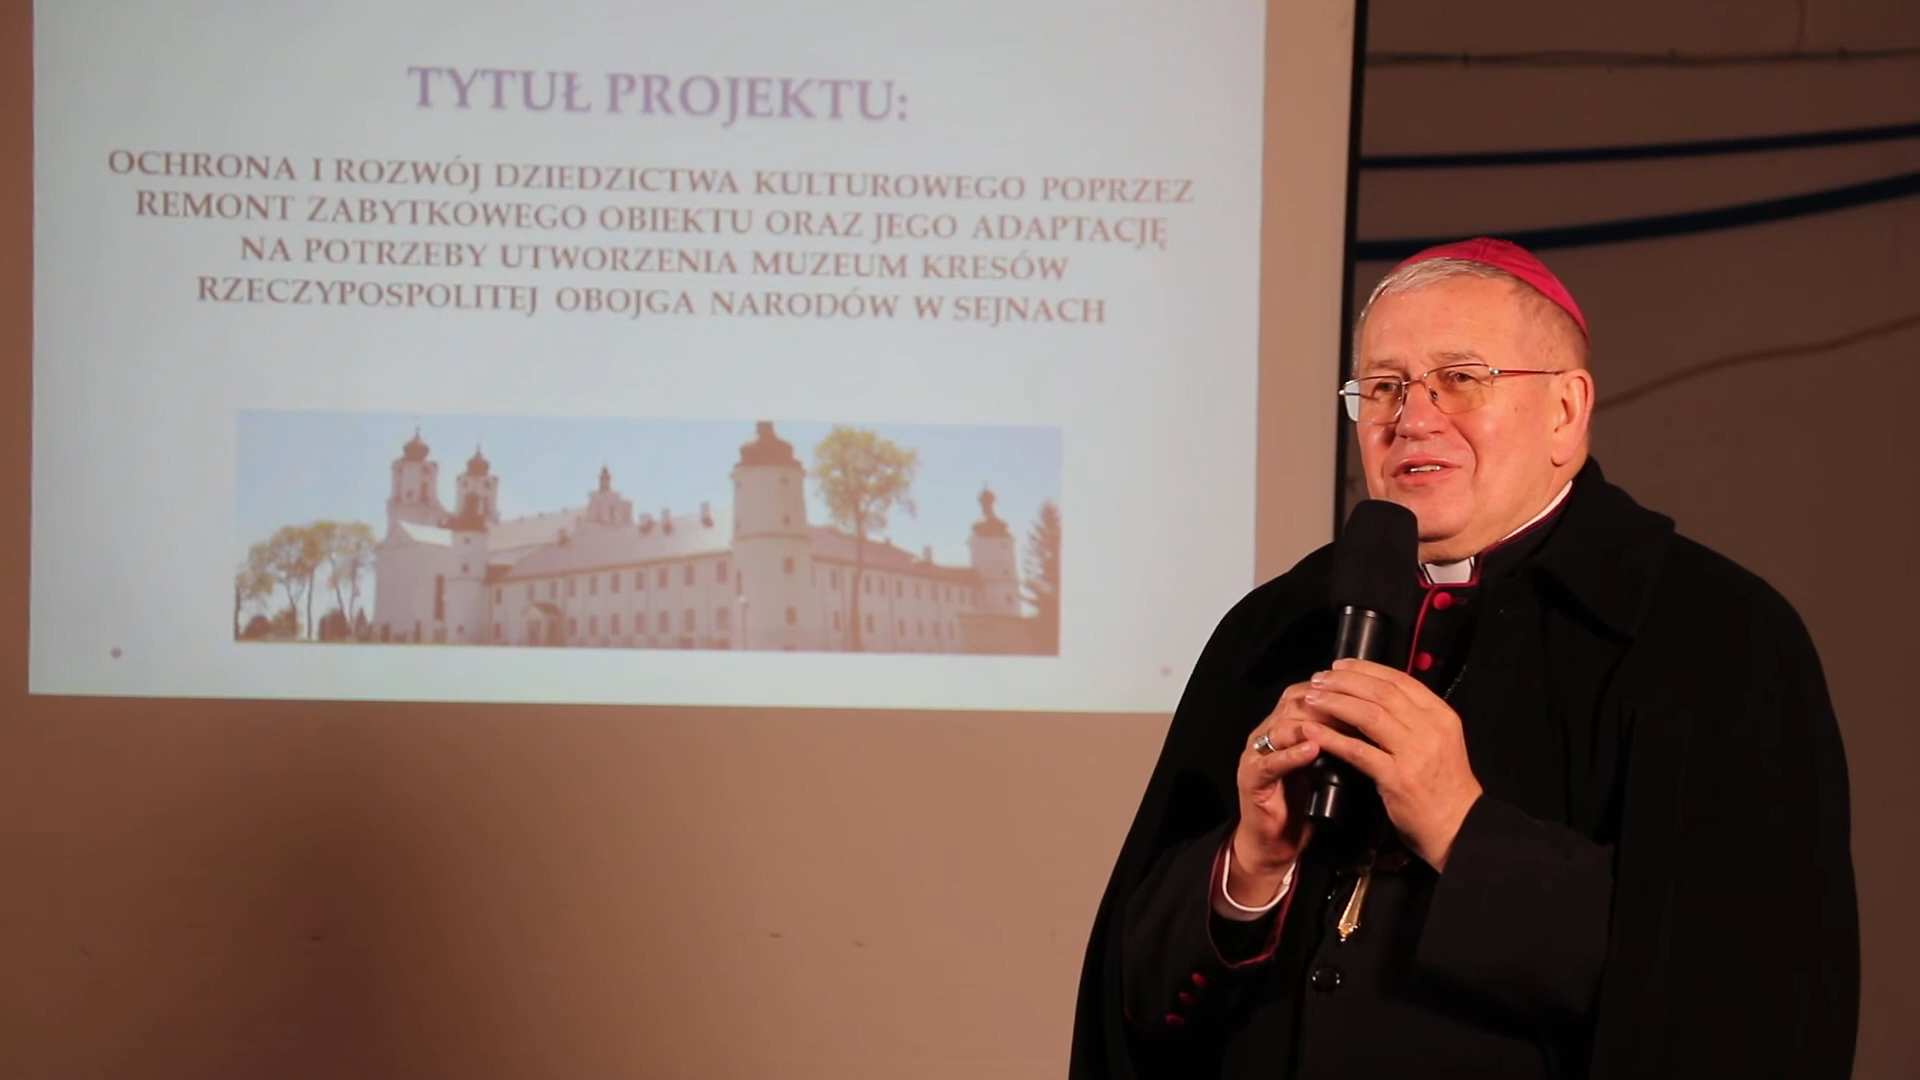 TYTUŁ PROJEKTU:
OCHRONA I ROZWÓJ DZIEDZICTWA KULTUROWEGO POPRZEZ
REMONT ZABYTKOWEGO OBIEKTU ORAZ JEGO ADAPTACJĘ
NA POTRZEBY UTWORZENIA MUZEUM KRESÓW
RZECZYPOSPOLITEJ OBOJGA NARODÓW W SEJNACH